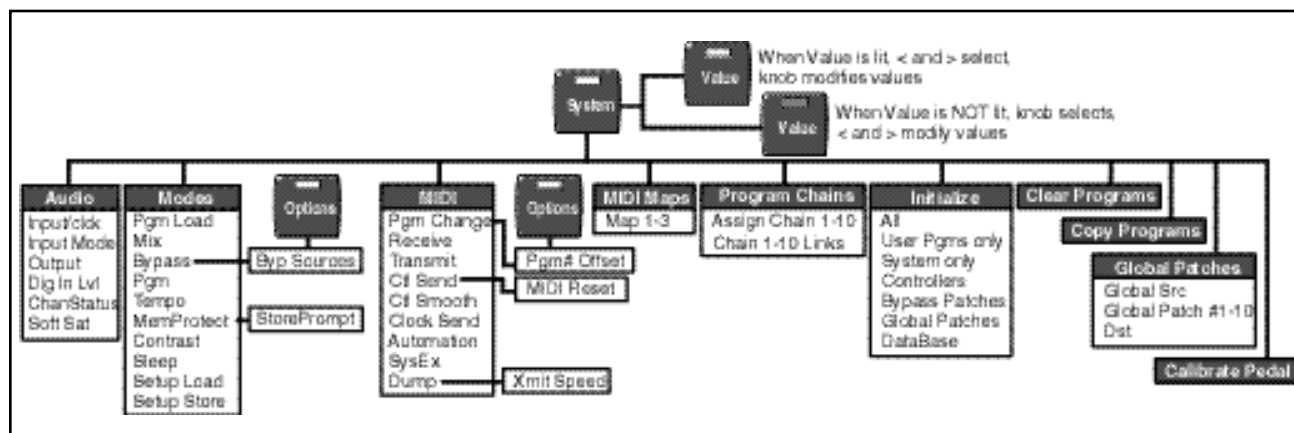 Value
When Value is lit, < and > select,
knob modifies values
System
Value
When Value is NOT lit, knob selects,
< and > modify values
Audio
Input/clck
Input Mode
Output
Dig In Lvl
ChanStatus
Soft Sat
Modes
Pgm Load
Mix
Bypass
Pgm
Tempo
MemProtect
Contrast
Sleep
Setup Load
Setup Store
Options
Byp Sources
StorePrompt
MIDI
Pgm Change
Receive
Transmit
Ctl Send
Ctl Smooth
Clock Send
Automation
SysEx
Dump
Options
Pgm# Offset
MIDI Reset
Xmit Speed
MIDI Maps
Map 1-3
Program Chains
Assign Chain 1-10
Chain 1-10 Links
Initialize
All
User Pgms only
System only
Controllers
Bypass Patches
Global Patches
DataBase
Clear Programs
Copy Programs
Global Patches
Global Src
Global Patch #1-10
Dst
Calibrate Pedal